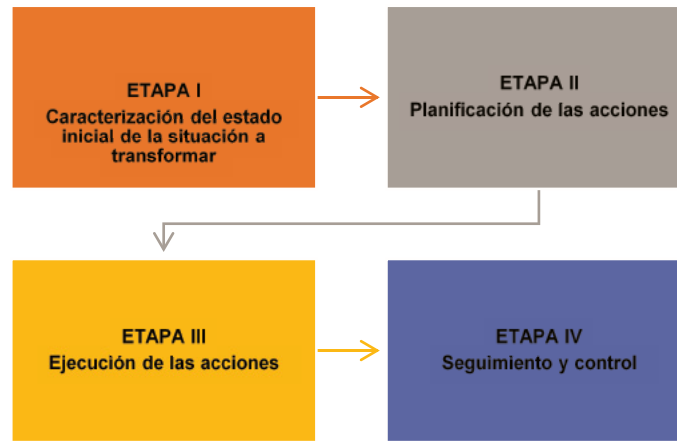 ETAPA I
Caracterización del estado
inicial de la situación a
transformar
ETAPA II
Planificación de las acciones
ETAPA III
Ejecución de las acciones
ETAPA IV
Seguimiento y control